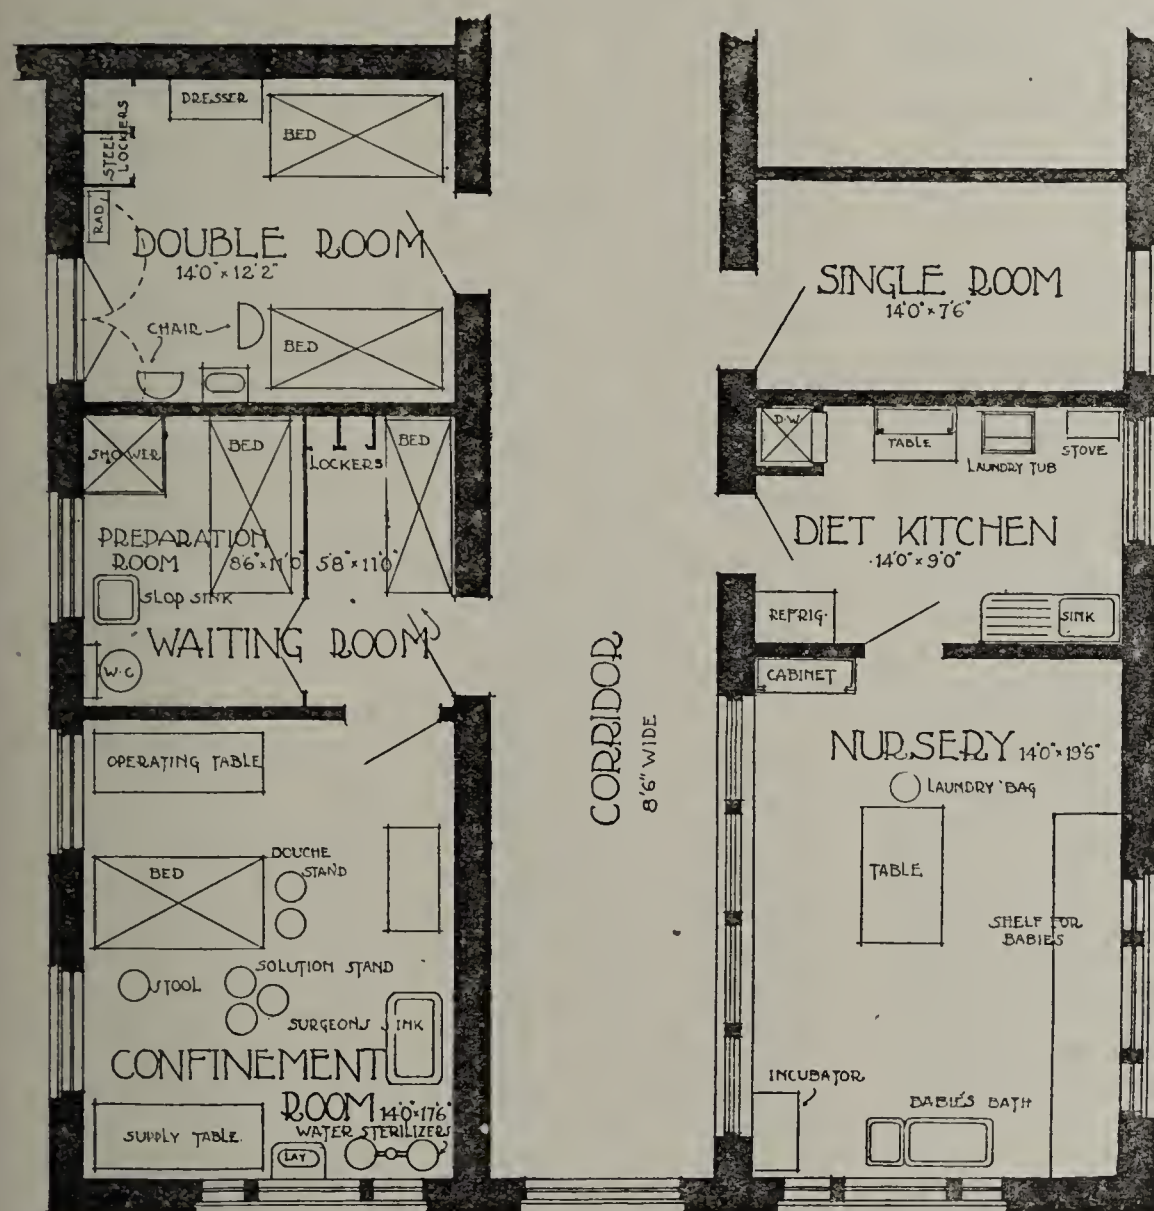 DRESSER
STEEL
LOCKERS
BED
RAD.
DOUBLE ROOM
14'0" × 12'2"
CHAIR
BED
SHOWER
BED
LOCKERS
BED
PREPARATION
ROOM
8'6" × 11'0"
5'8" × 11'0"
SLOP SINK
WAITING ROOM
W.C
OPERATING TABLE
BED
DOUCHE
STAND
STOOL
SOLUTION STAND
SURGEONS SINK
CONFINEMENT
ROOM 14'0" × 17'6"
WATER STERILIZERS
SUPPLY TABLE.
LAV
CORRIDOR
8'6" WIDE
SINGLE ROOM
14'0" × 7'6"
D.W.
TABLE
LAUNDRY TUB
STOVE
DIET KITCHEN
14'0" × 9'0"
REFRIG.
SINK
CABINET
NURSERY 14'0" × 19'6"
LAUNDRY BAG
TABLE
SHELF FOR
BABIES
INCUBATOR
BABIES BATH